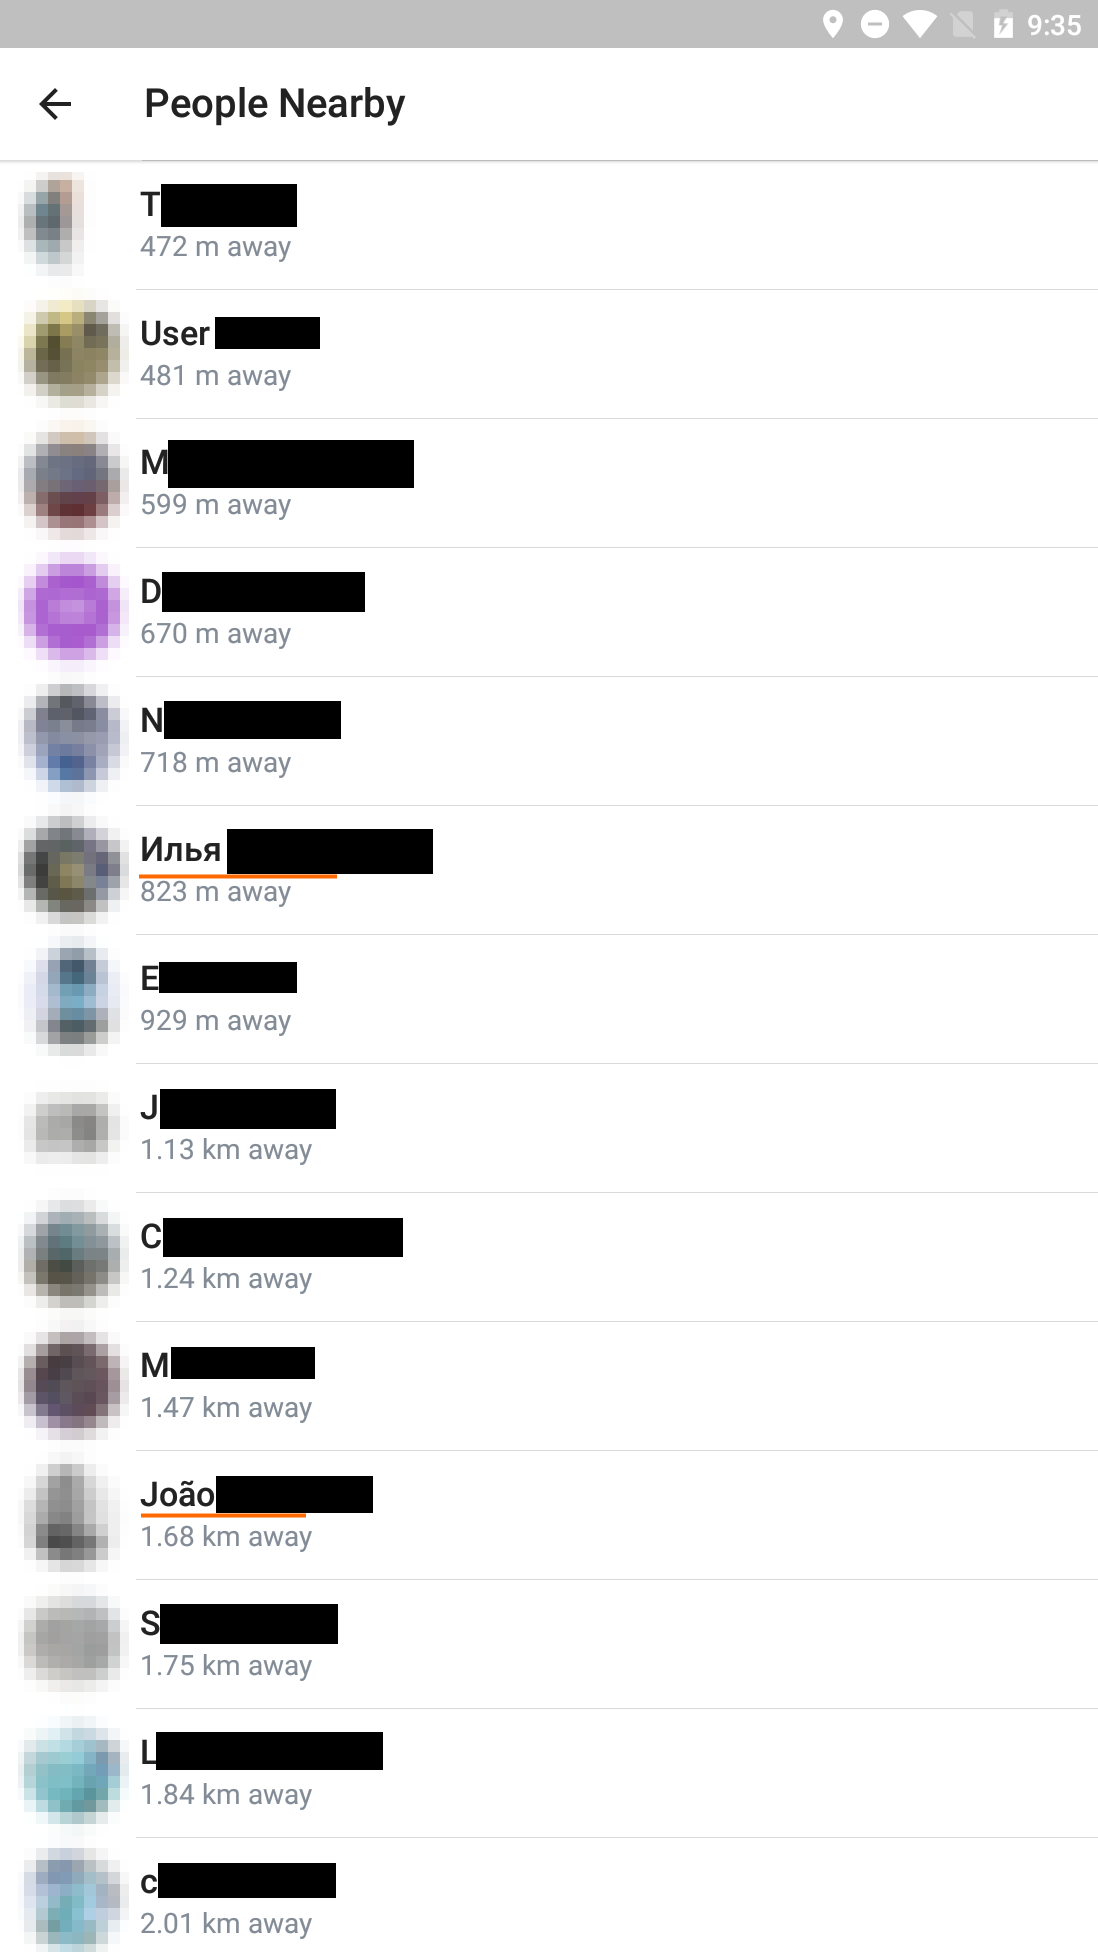 9:35
People Nearby
T
472 m away
User
481 m away
M
599 m away
D
670 m away
N
718 m away
Илья
823 m away
E
929 m away
J
1.13 km away
C
1.24 km away
M
1.47 km away
João
1.68 km away
S
1.75 km away
L
1.84 km away
c
2.01 km away